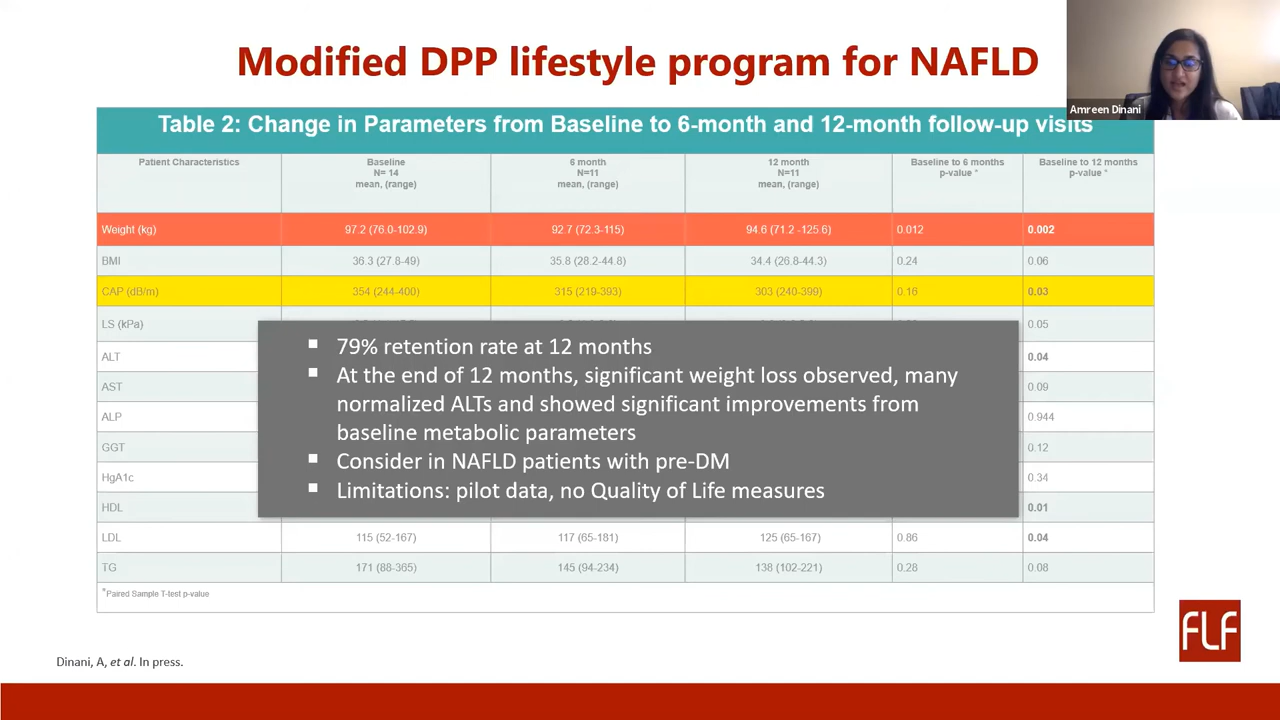 Modified DPP lifestyle program for NAFLD
Amreen Dinani
Table 2: Change in Parameters from Baseline to 6-month and 12-month follow-up visits
Patient Characteristics Baseline N= 14 mean, (range) 6 month N=11 mean, (range) 12 month N=11 mean, (range) Baseline to 6 months p-value * Baseline to 12 months p-value *
Weight (kg) 97.2 (76.0-102.9) 92.7 (72.3-115) 94.6 (71.2 -125.6) 0.012 0.002
BMI 36.3 (27.8-49) 35.8 (28.2-44.8) 34.4 (26.8-44.3) 0.24 0.06
CAP (dB/m) 354 (244-400) 315 (219-393) 303 (240-399) 0.16 0.03
LS (kPa) 0.05
ALT 0.04
AST 0.09
ALP 0.944
GGT 0.12
HgA1c 0.34
HDL 0.01
LDL 115 (52-167) 117 (65-181) 125 (65-167) 0.86 0.04
TG 171 (88-365) 145 (94-234) 138 (102-221) 0.28 0.08
*Paired Sample T-test p-value
▪ 79% retention rate at 12 months
▪ At the end of 12 months, significant weight loss observed, many
normalized ALTs and showed significant improvements from
baseline metabolic parameters
▪ Consider in NAFLD patients with pre-DM
▪ Limitations: pilot data, no Quality of Life measures
FLF
Dinani, A, et al. In press.